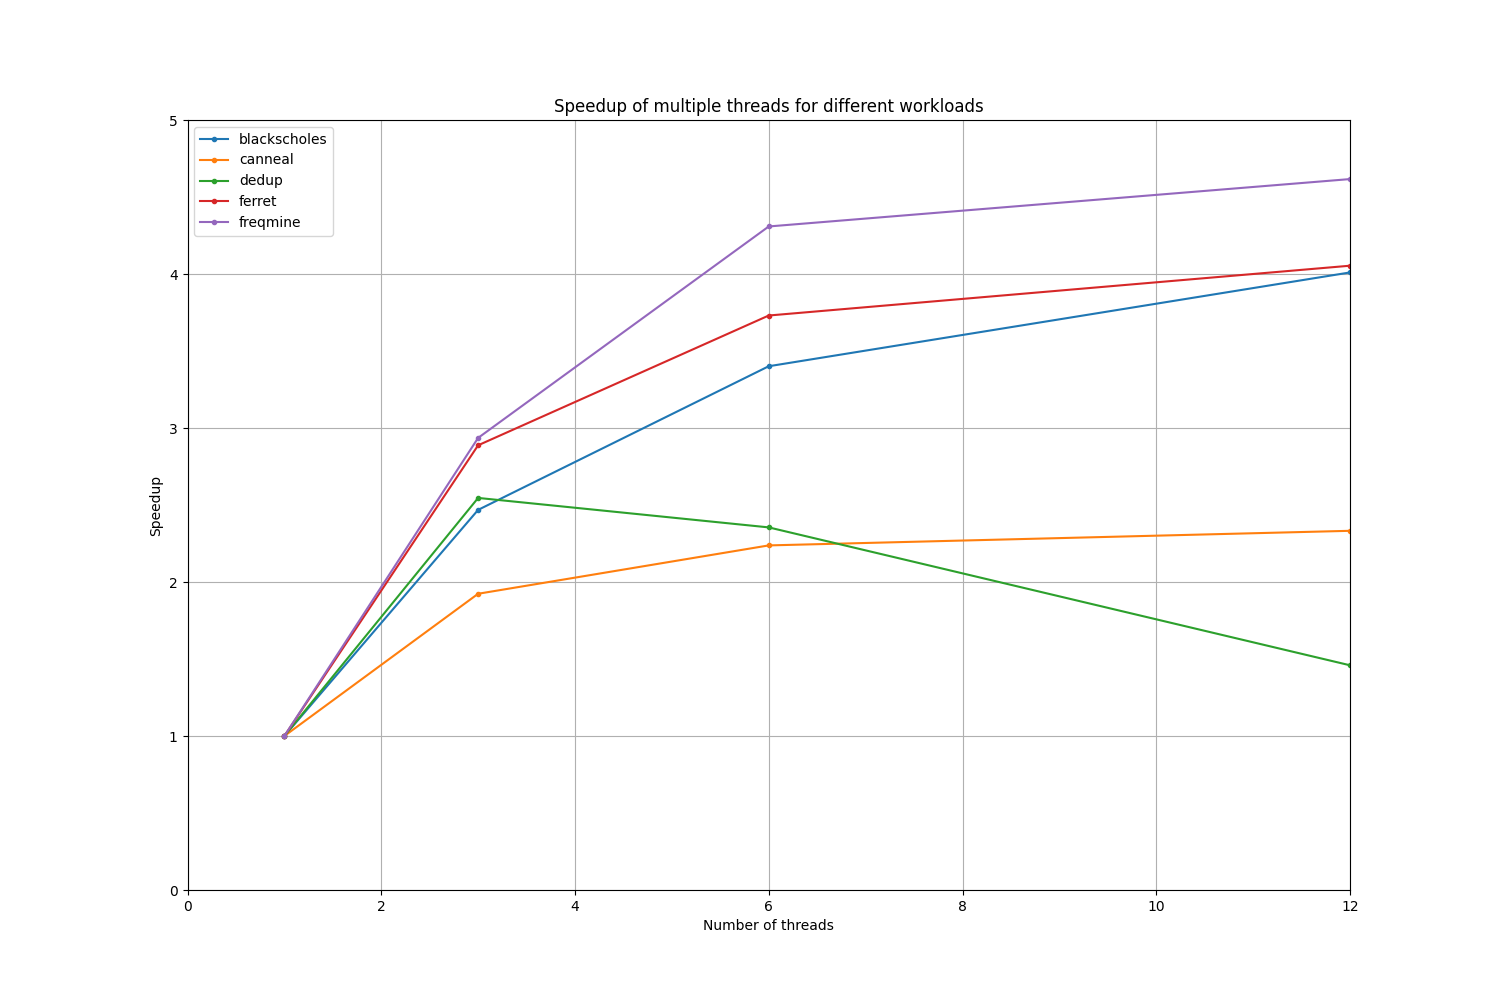 Speedup of multiple threads for different workloads
5
4
3
2
1
0
blackscholes
canneal
dedup
ferret
freqmine
Speedup
0 2 4 6 8 10 12
Number of threads